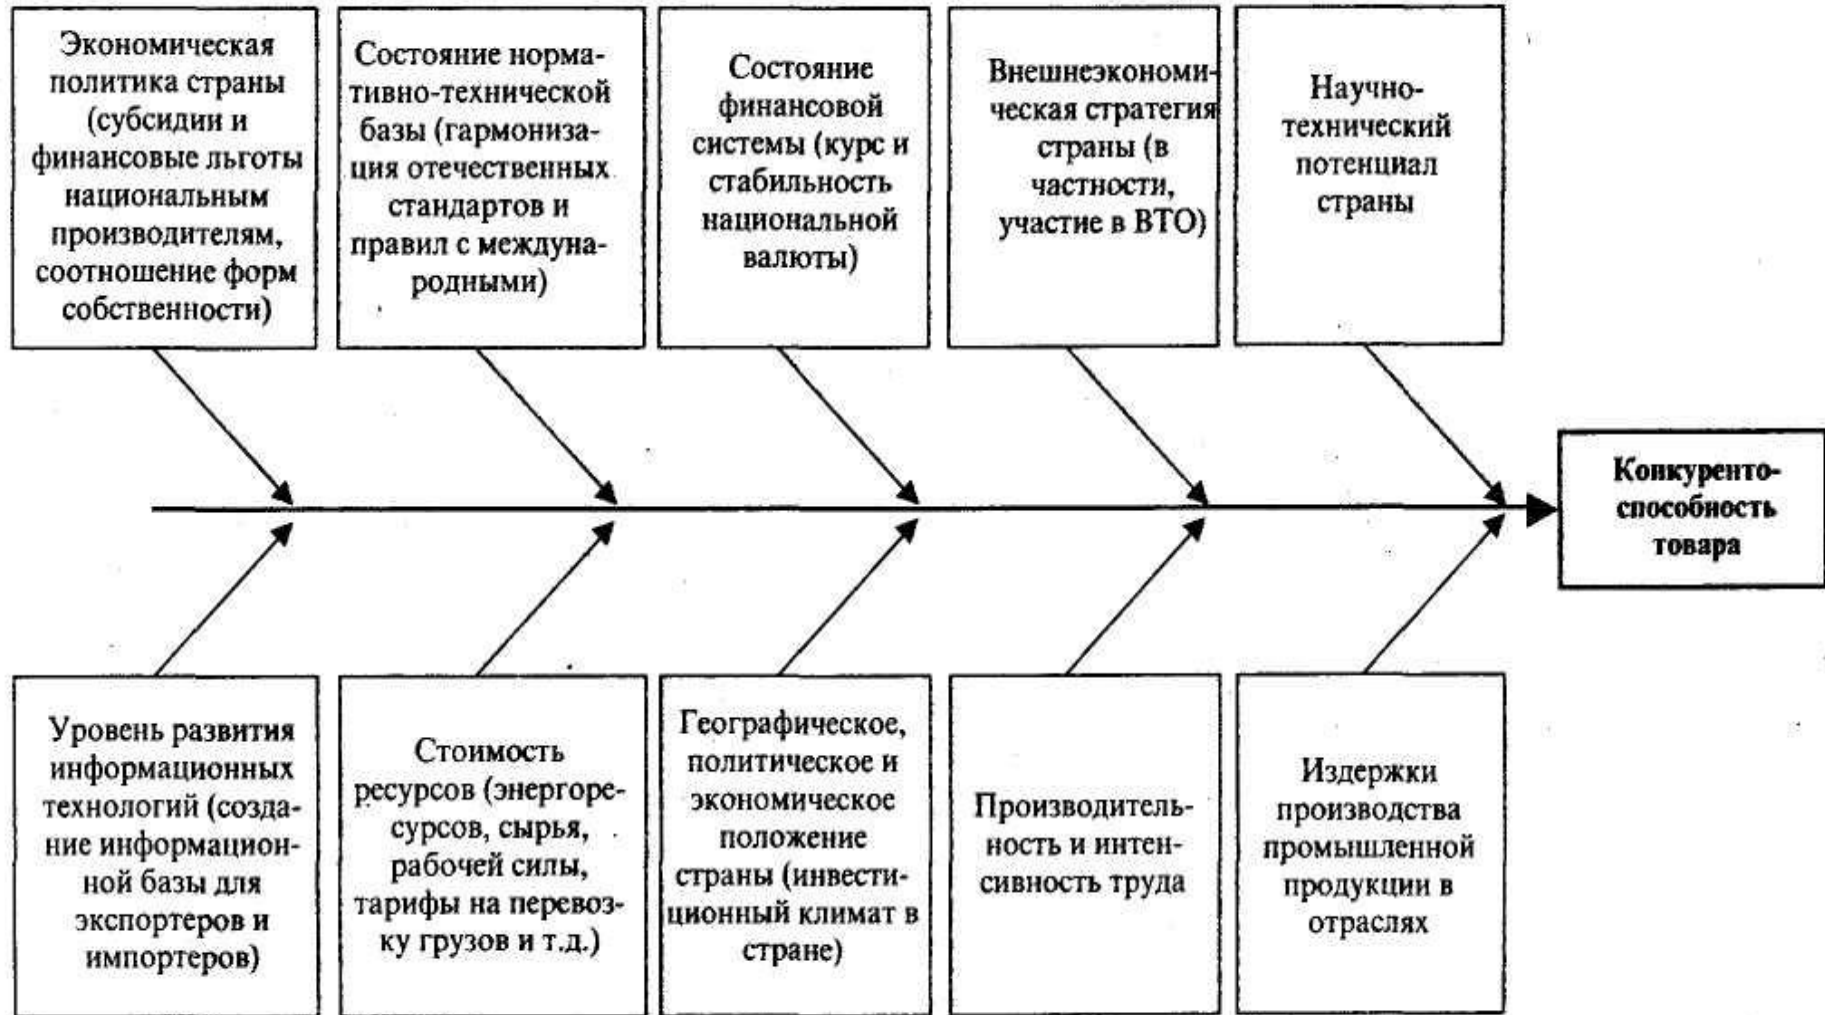 Экономическая
политика страны
(субсидии и
финансовые льготы
национальным
производителям,
соотношение форм
собственности)
Состояние норма-
тивно-технической
базы (гармониза-
ция отечественных
стандартов и
правил с междуна-
родными)
Состояние
финансовой
системы (курс и
стабильность
национальной
валюты)
Внешнеэкономи-
ческая стратегия
страны (в
частности,
участие в ВТО)
Научно-
технический
потенциал
страны
Конкуренто-
способность
товара
Уровень развития
информационных
технологий (созда-
ние информацион-
ной базы для
экспортеров и
импортеров)
Стоимость
ресурсов (энергоре-
сурсов, сырья,
рабочей силы,
тарифы на перевоз-
ку грузов и т.д.)
Географическое,
политическое и
экономическое
положение
страны (инвести-
ционный климат в
стране)
Производитель-
ность и интен-
сивность труда
Издержки
производства
промышленной
продукции в
отраслях